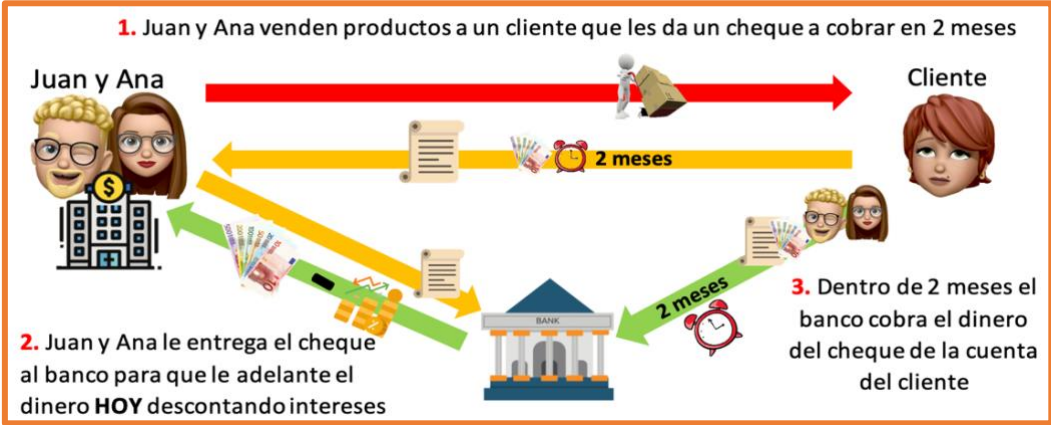 1. Juan y Ana venden productos a un cliente que les da un cheque a cobrar en 2 meses
Juan y Ana
Cliente
2 meses
2 meses
BANK
2. Juan y Ana le entrega el cheque
al banco para que le adelante el
dinero HOY descontando intereses
3. Dentro de 2 meses el
banco cobra el dinero
del cheque de la cuenta
del cliente